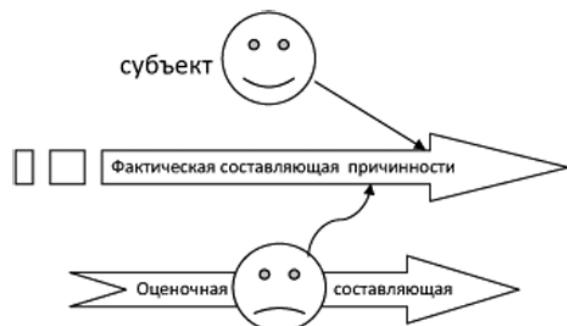 субъект
Фактическая составляющая причинности
Оценочная составляющая